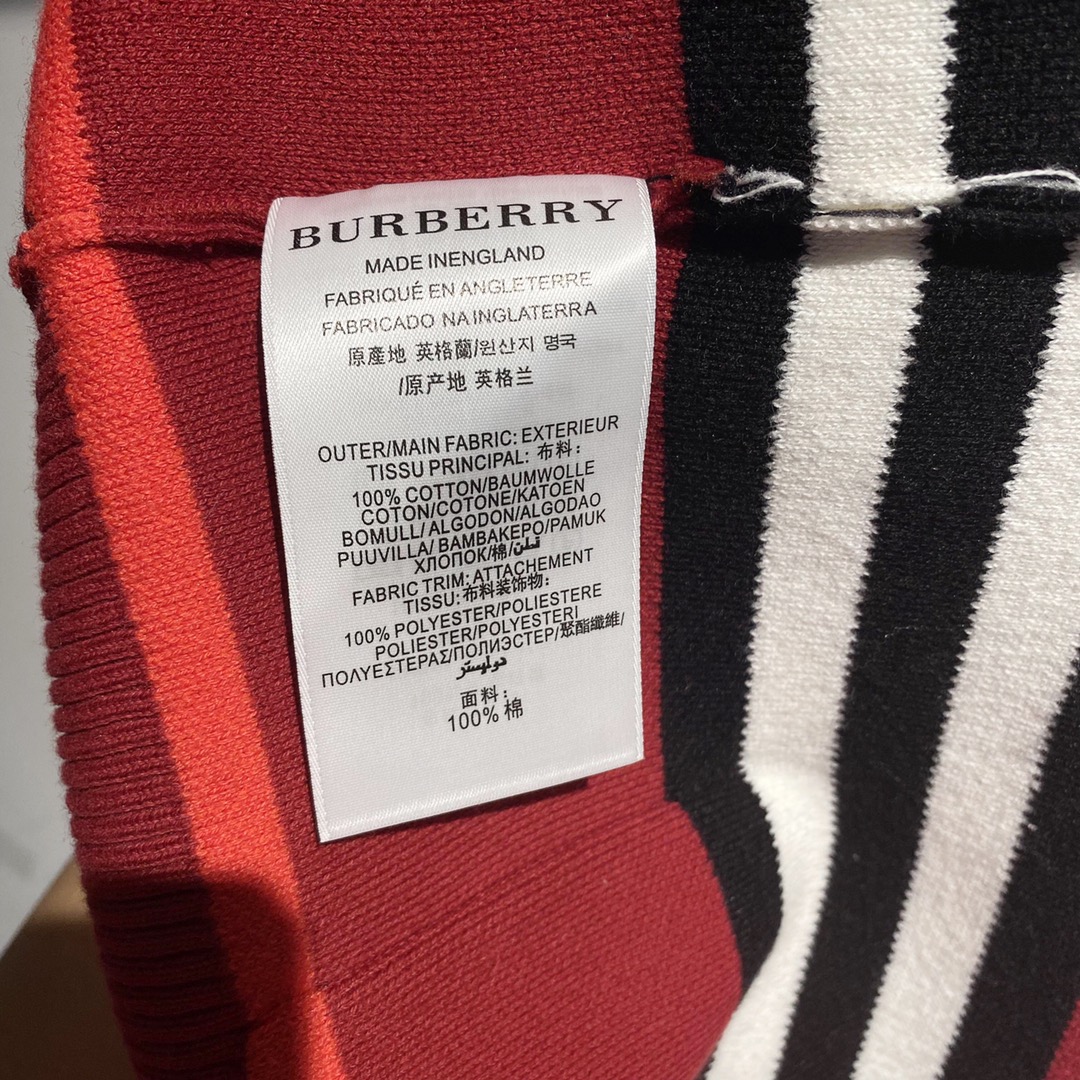 BURBERRY
MADE INENGLAND
FABRIQUÉ EN ANGLETERRE
FABRICADO NA INGLATERRA
原產地 英格蘭/원산지 영국
/原产地 英格兰
OUTER/MAIN FABRIC: EXTERIEUR
TISSU PRINCIPAL: 布料:
100% COTTON/BAUMWOLLE
COTON/COTONE/KATOEN
BOMULL/ ALGODON/ALGODAO
PUUVILLA/ BAMBAKEPO/PAMUK
ХЛОПОК/棉/قطن
FABRIC TRIM: ATTACHEMENT
TISSU: 布料装饰物:
100% POLYESTER/POLIESTERE
POLIESTER/POLYESTERI
ΠΟΛΥΕΣΤΕΡΑΣ/ПОЛИЭСТЕР/聚酯纖維/
面料:
100% 棉